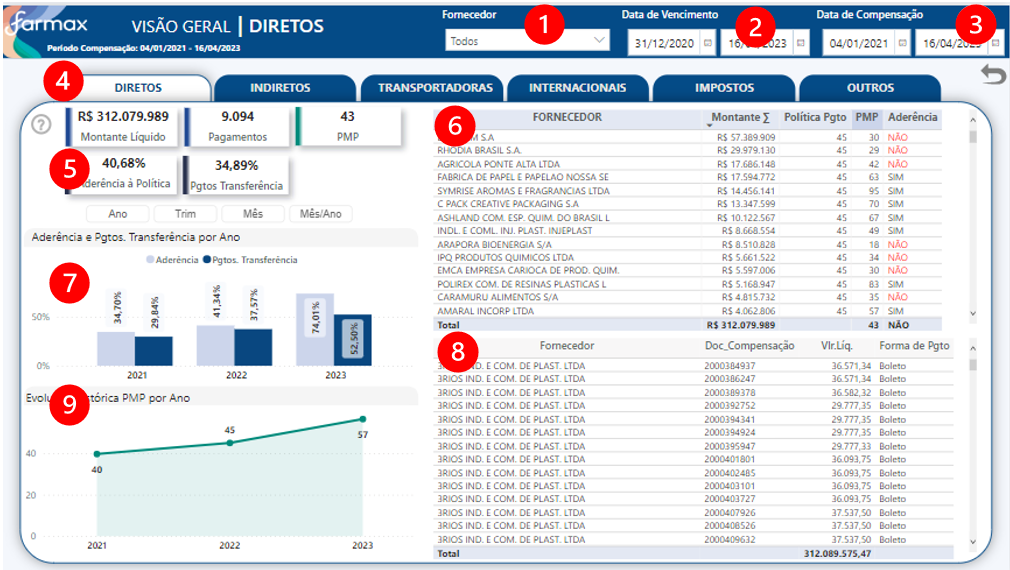 farmax
VISÃO GERAL | DIRETOS
Período Compensação: 04/01/2021 - 16/04/2023
Fornecedor
Todos
1
Data de Vencimento
31/12/2020
16/ 2023
2
Data de Compensação
04/01/2021
16/04/2023
3
4
DIRETOS
INDIRETOS
TRANSPORTADORAS
INTERNACIONAIS
IMPOSTOS
OUTROS
?
R$ 312.079.989
Montante Líquido
9.094
Pagamentos
43
PMP
5
40,68%
Aderência à Política
34,89%
Pgtos Transferência
Ano
Trim
Mês
Mês/Ano
Aderência e Pgtos. Transferência por Ano
Aderência Pgtos. Transferência
7
50%
0%
34,70%
29,84%
41,34%
37,57%
74,01%
52,50%
2021
2022
2023
Evolu stórica PMP por Ano
9
40
20
0
40
45
57
2021
2022
2023
6
FORNECEDOR Montante ∑ Política Pgto PMP Aderência
M S.A R$ 57.389.909 45 30 NÃO
RHODIA BRASIL S.A. R$ 29.979.130 45 29 NÃO
AGRICOLA PONTE ALTA LTDA R$ 17.686.148 45 42 NÃO
FABRICA DE PAPEL E PAPELAO NOSSA SE R$ 17.594.772 45 63 SIM
SYMRISE AROMAS E FRAGRANCIAS LTDA R$ 14.456.141 45 95 SIM
C PACK CREATIVE PACKAGING S.A R$ 13.347.599 45 70 SIM
ASHLAND COM. ESP. QUIM. DO BRASIL L R$ 10.122.567 45 67 SIM
INDL. E COML. INJ. PLAST. INJEPLAST R$ 8.668.554 45 49 SIM
ARAPORA BIOENERGIA S/A R$ 8.510.828 45 18 NÃO
IPQ PRODUTOS QUIMICOS LTDA R$ 5.661.522 45 34 NÃO
EMCA EMPRESA CARIOCA DE PROD. QUIM. R$ 5.597.006 45 30 NÃO
POLIREX COM. DE RESINAS PLASTICAS L R$ 5.168.947 45 83 SIM
CARAMURU ALIMENTOS S/A R$ 4.815.732 45 35 NÃO
AMARAL INCORP LTDA R$ 4.062.806 45 57 SIM
Total R$ 312.079.989 43 NÃO
8
Fornecedor Doc_Compensação Vlr.Líq. Forma de Pgto
3RIOS IND. E COM. DE PLAST. LTDA 2000384937 36.571,34 Boleto
3RIOS IND. E COM. DE PLAST. LTDA 2000386247 36.571,34 Boleto
3RIOS IND. E COM. DE PLAST. LTDA 2000389378 36.582,32 Boleto
3RIOS IND. E COM. DE PLAST. LTDA 2000392752 29.777,35 Boleto
3RIOS IND. E COM. DE PLAST. LTDA 2000394341 29.777,35 Boleto
3RIOS IND. E COM. DE PLAST. LTDA 2000394924 29.777,35 Boleto
3RIOS IND. E COM. DE PLAST. LTDA 2000395947 29.777,33 Boleto
3RIOS IND. E COM. DE PLAST. LTDA 2000401801 36.093,75 Boleto
3RIOS IND. E COM. DE PLAST. LTDA 2000402485 36.093,75 Boleto
3RIOS IND. E COM. DE PLAST. LTDA 2000403101 36.093,75 Boleto
3RIOS IND. E COM. DE PLAST. LTDA 2000403727 36.093,75 Boleto
3RIOS IND. E COM. DE PLAST. LTDA 2000407926 37.537,50 Boleto
3RIOS IND. E COM. DE PLAST. LTDA 2000408526 37.537,50 Boleto
3RIOS IND. E COM. DE PLAST. LTDA 2000409632 37.537,50 Boleto
Total 312.089.575,47